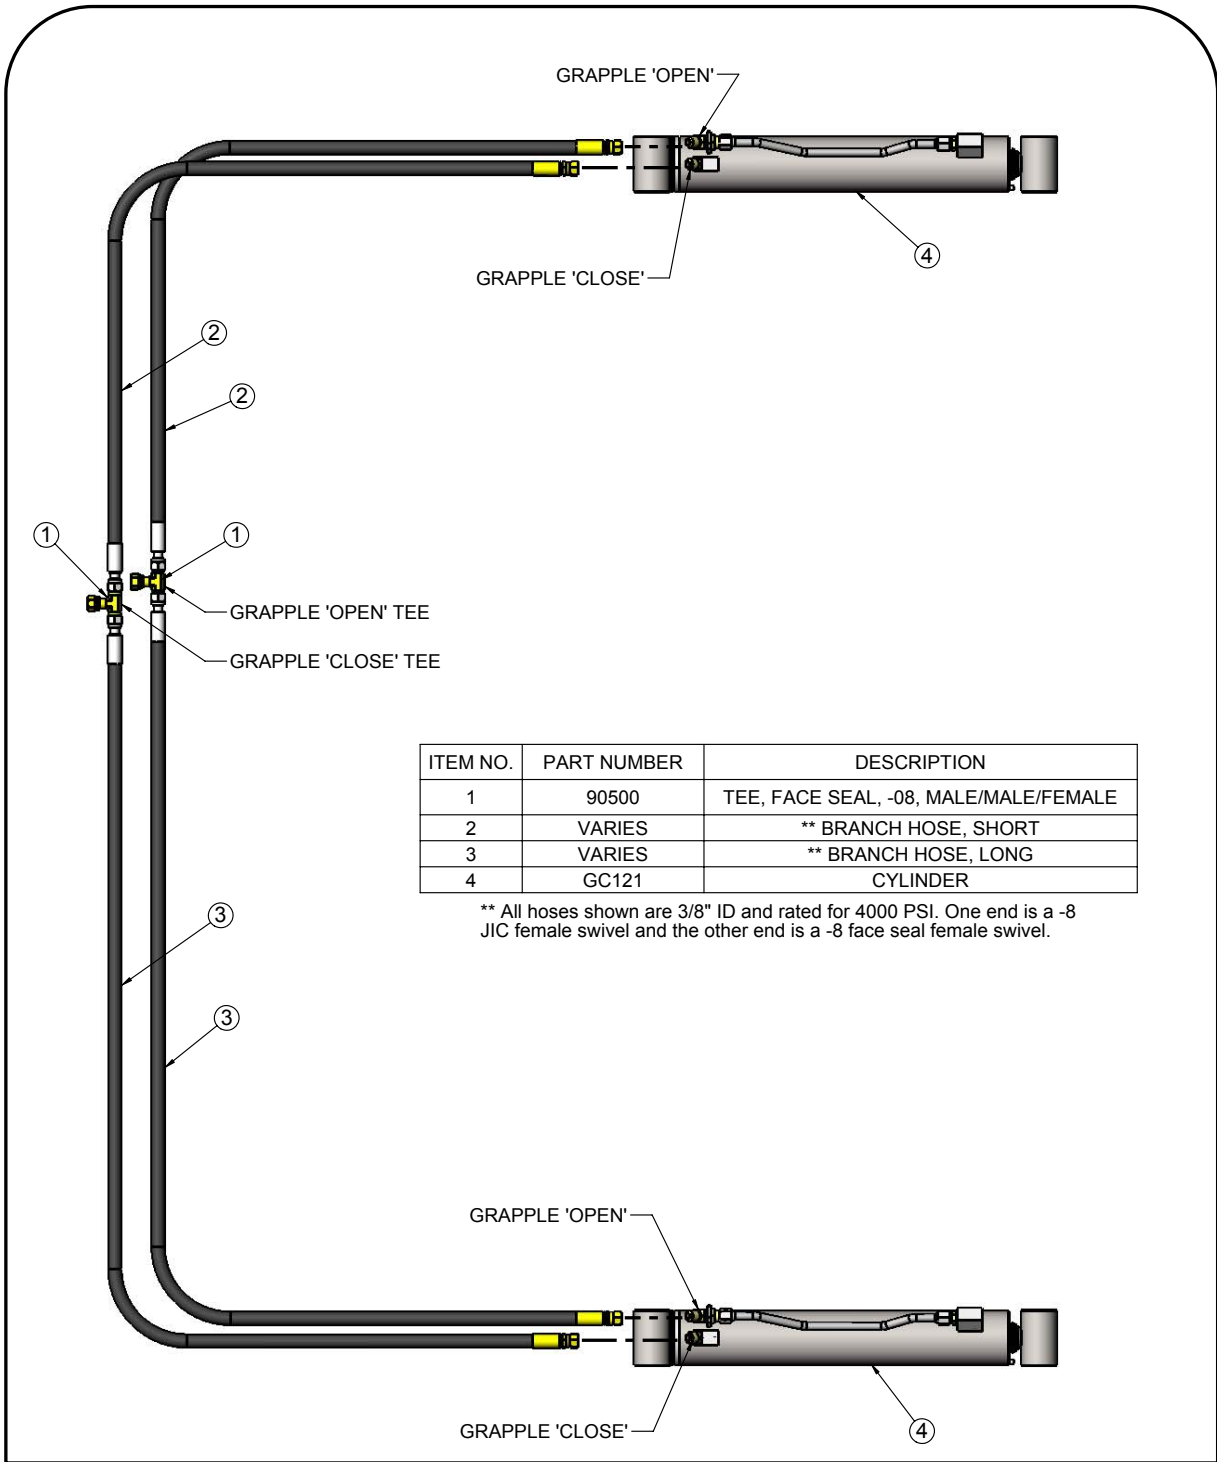 GRAPPLE 'OPEN'
GRAPPLE 'CLOSE'
4
2
2
1
1
GRAPPLE 'OPEN' TEE
GRAPPLE 'CLOSE' TEE
ITEM NO. PART NUMBER DESCRIPTION
1 90500 TEE, FACE SEAL, -08, MALE/MALE/FEMALE
2 VARIES ** BRANCH HOSE, SHORT
3 VARIES ** BRANCH HOSE, LONG
4 GC121 CYLINDER
** All hoses shown are 3/8" ID and rated for 4000 PSI. One end is a -8
JIC female swivel and the other end is a -8 face seal female swivel.
3
3
GRAPPLE 'OPEN'
GRAPPLE 'CLOSE'
4